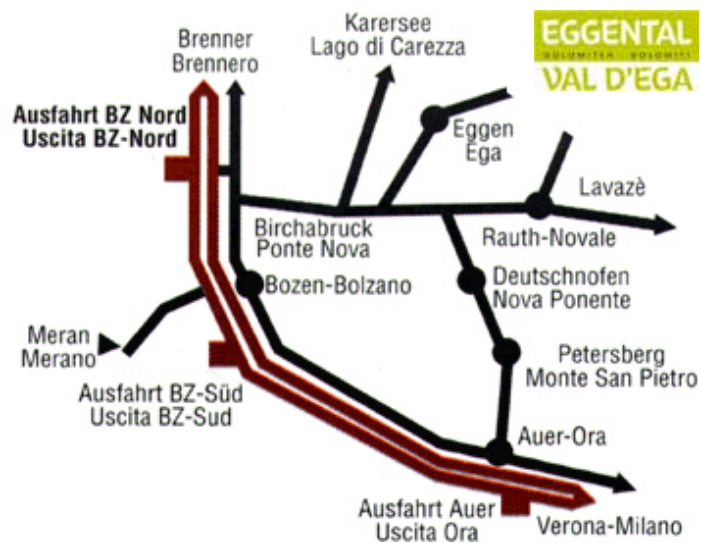 Karersee
Lago di Carezza
EGGENTAL
DOLOMITEN DOLOMITI
VAL D'EGA
Brenner
Brennero
Ausfahrt BZ Nord
Uscita BZ-Nord
Eggen
Ega
Lavazè
Birchabruck
Ponte Nova
Rauth-Novale
Bozen-Bolzano
Deutschnofen
Nova Ponente
Meran
Merano
Petersberg
Monte San Pietro
Ausfahrt BZ-Süd
Uscita BZ-Sud
Auer-Ora
Ausfahrt Auer
Uscita Ora
Verona-Milano